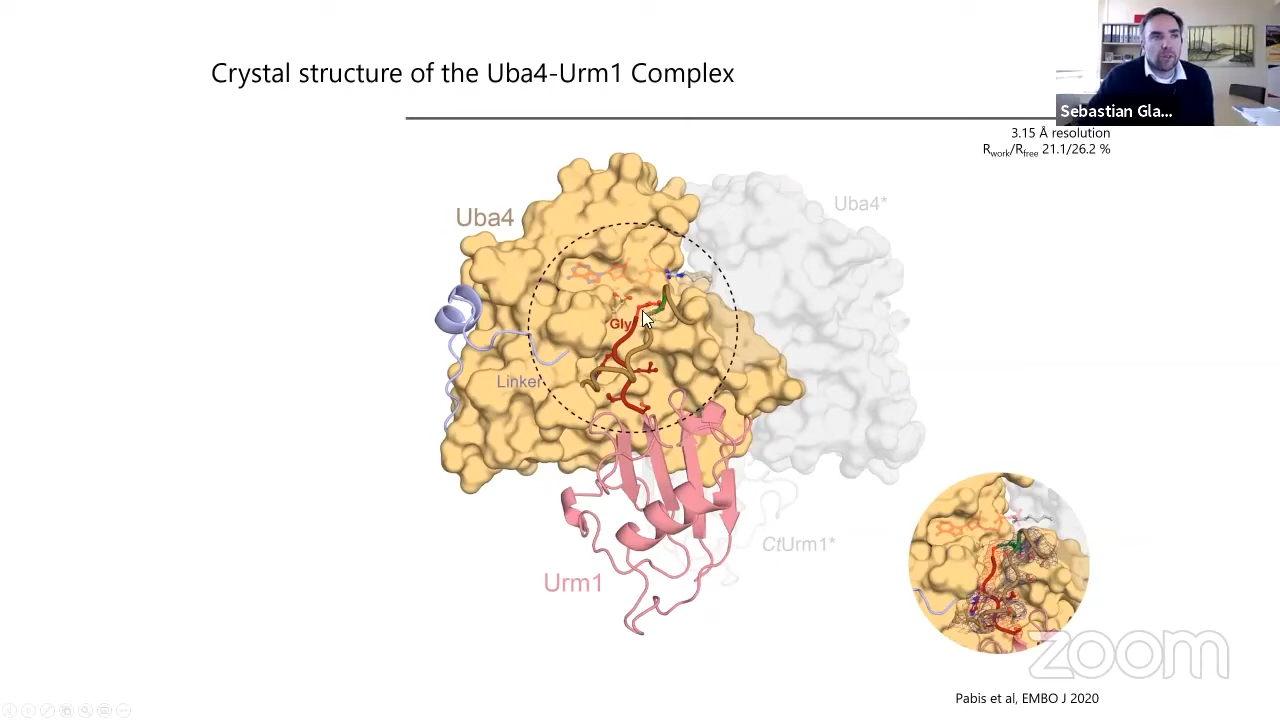 Crystal structure of the Uba4-Urm1 Complex
Sebastian Gla...
3.15 Å resolution
Rwork/Rfree 21.1/26.2 %
Uba4
Uba4*
Gly
Linker
CtUrm1*
Urm1
zoom
Pabis et al, EMBO J 2020